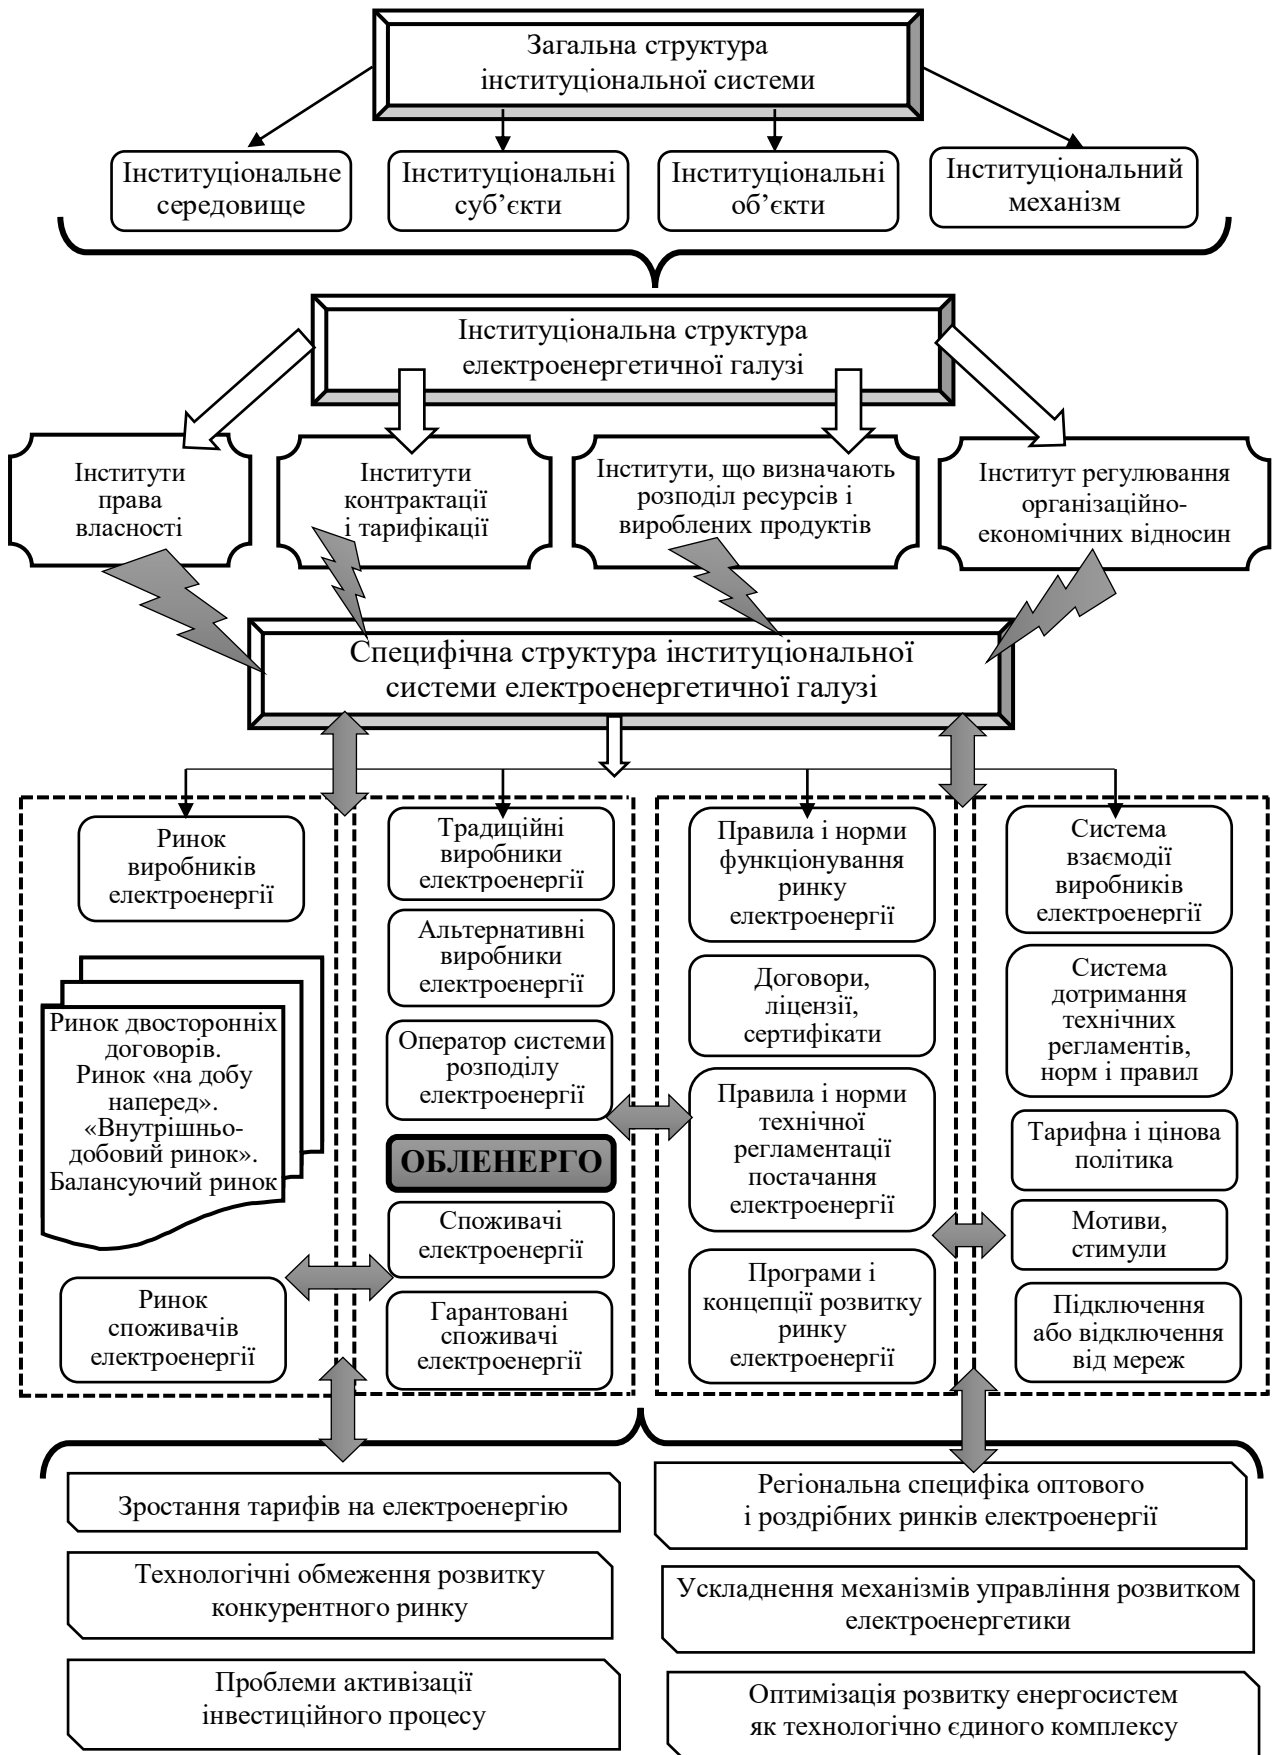 Загальна структура
інституціональної системи
Інституціональне
середовище
Інституціональні
суб’єкти
Інституціональні
об’єкти
Інституціональний
механізм
Інституціональна структура
електроенергетичної галузі
Інститути
права
власності
Інститути
контрактації
і тарифікації
Інститути, що визначають
розподіл ресурсів і
вироблених продуктів
Інститут регулювання
організаційно-
економічних відносин
Специфічна структура інституціональної
системи електроенергетичної галузі
Ринок
виробників
електроенергії
Ринок двосторонніх
договорів.
Ринок «на добу
наперед».
«Внутрішньо-
добовий ринок».
Балансуючий ринок
Ринок
споживачів
електроенергії
Традиційні
виробники
електроенергії
Альтернативні
виробники
електроенергії
Оператор системи
розподілу
електроенергії
ОБЛЕНЕРГО
Споживачі
електроенергії
Гарантовані
споживачі
електроенергії
Правила і норми
функціонування
ринку
електроенергії
Договори,
ліцензії,
сертифікати
Правила і норми
технічної
регламентації
постачання
електроенергії
Програми і
концепції розвитку
ринку
електроенергії
Система
взаємодії
виробників
електроенергії
Система
дотримання
технічних
регламентів,
норм і правил
Тарифна і цінова
політика
Мотиви,
стимули
Підключення
або відключення
від мереж
Зростання тарифів на електроенергію
Технологічні обмеження розвитку
конкурентного ринку
Проблеми активізації
інвестиційного процесу
Регіональна специфіка оптового
і роздрібних ринків електроенергії
Ускладнення механізмів управління розвитком
електроенергетики
Оптимізація розвитку енергосистем
як технологічно єдиного комплексу